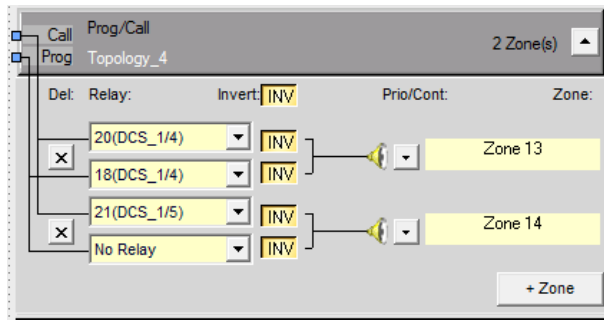 Call Prog/Call 2 Zone(s)
Prog Topology_4
Del: Relay: Invert: INV Prio/Cont: Zone:
20(DCS_1/4) INV Zone 13
18(DCS_1/4) INV
21(DCS_1/5) INV Zone 14
No Relay INV
+ Zone